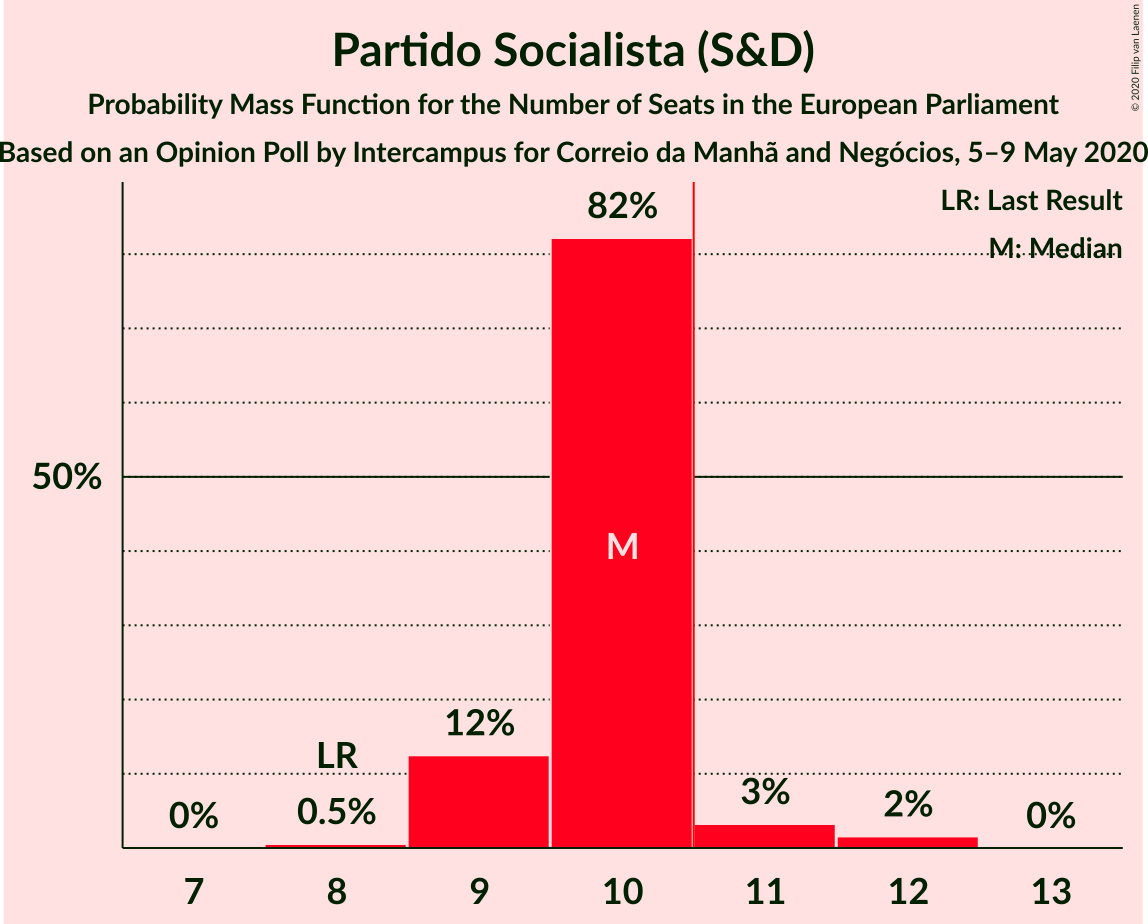 Partido Socialista (S&D)
Probability Mass Function for the Number of Seats in the European Parliament
Based on an Opinion Poll by Intercampus for Correio da Manhã and Negócios, 5–9 May 2020
© 2020 Filip van Laenen
LR: Last Result
M: Median
82%
50%
M
12%
LR
0%
0.5%
3%
2%
0%
7
8
9
10
11
12
13